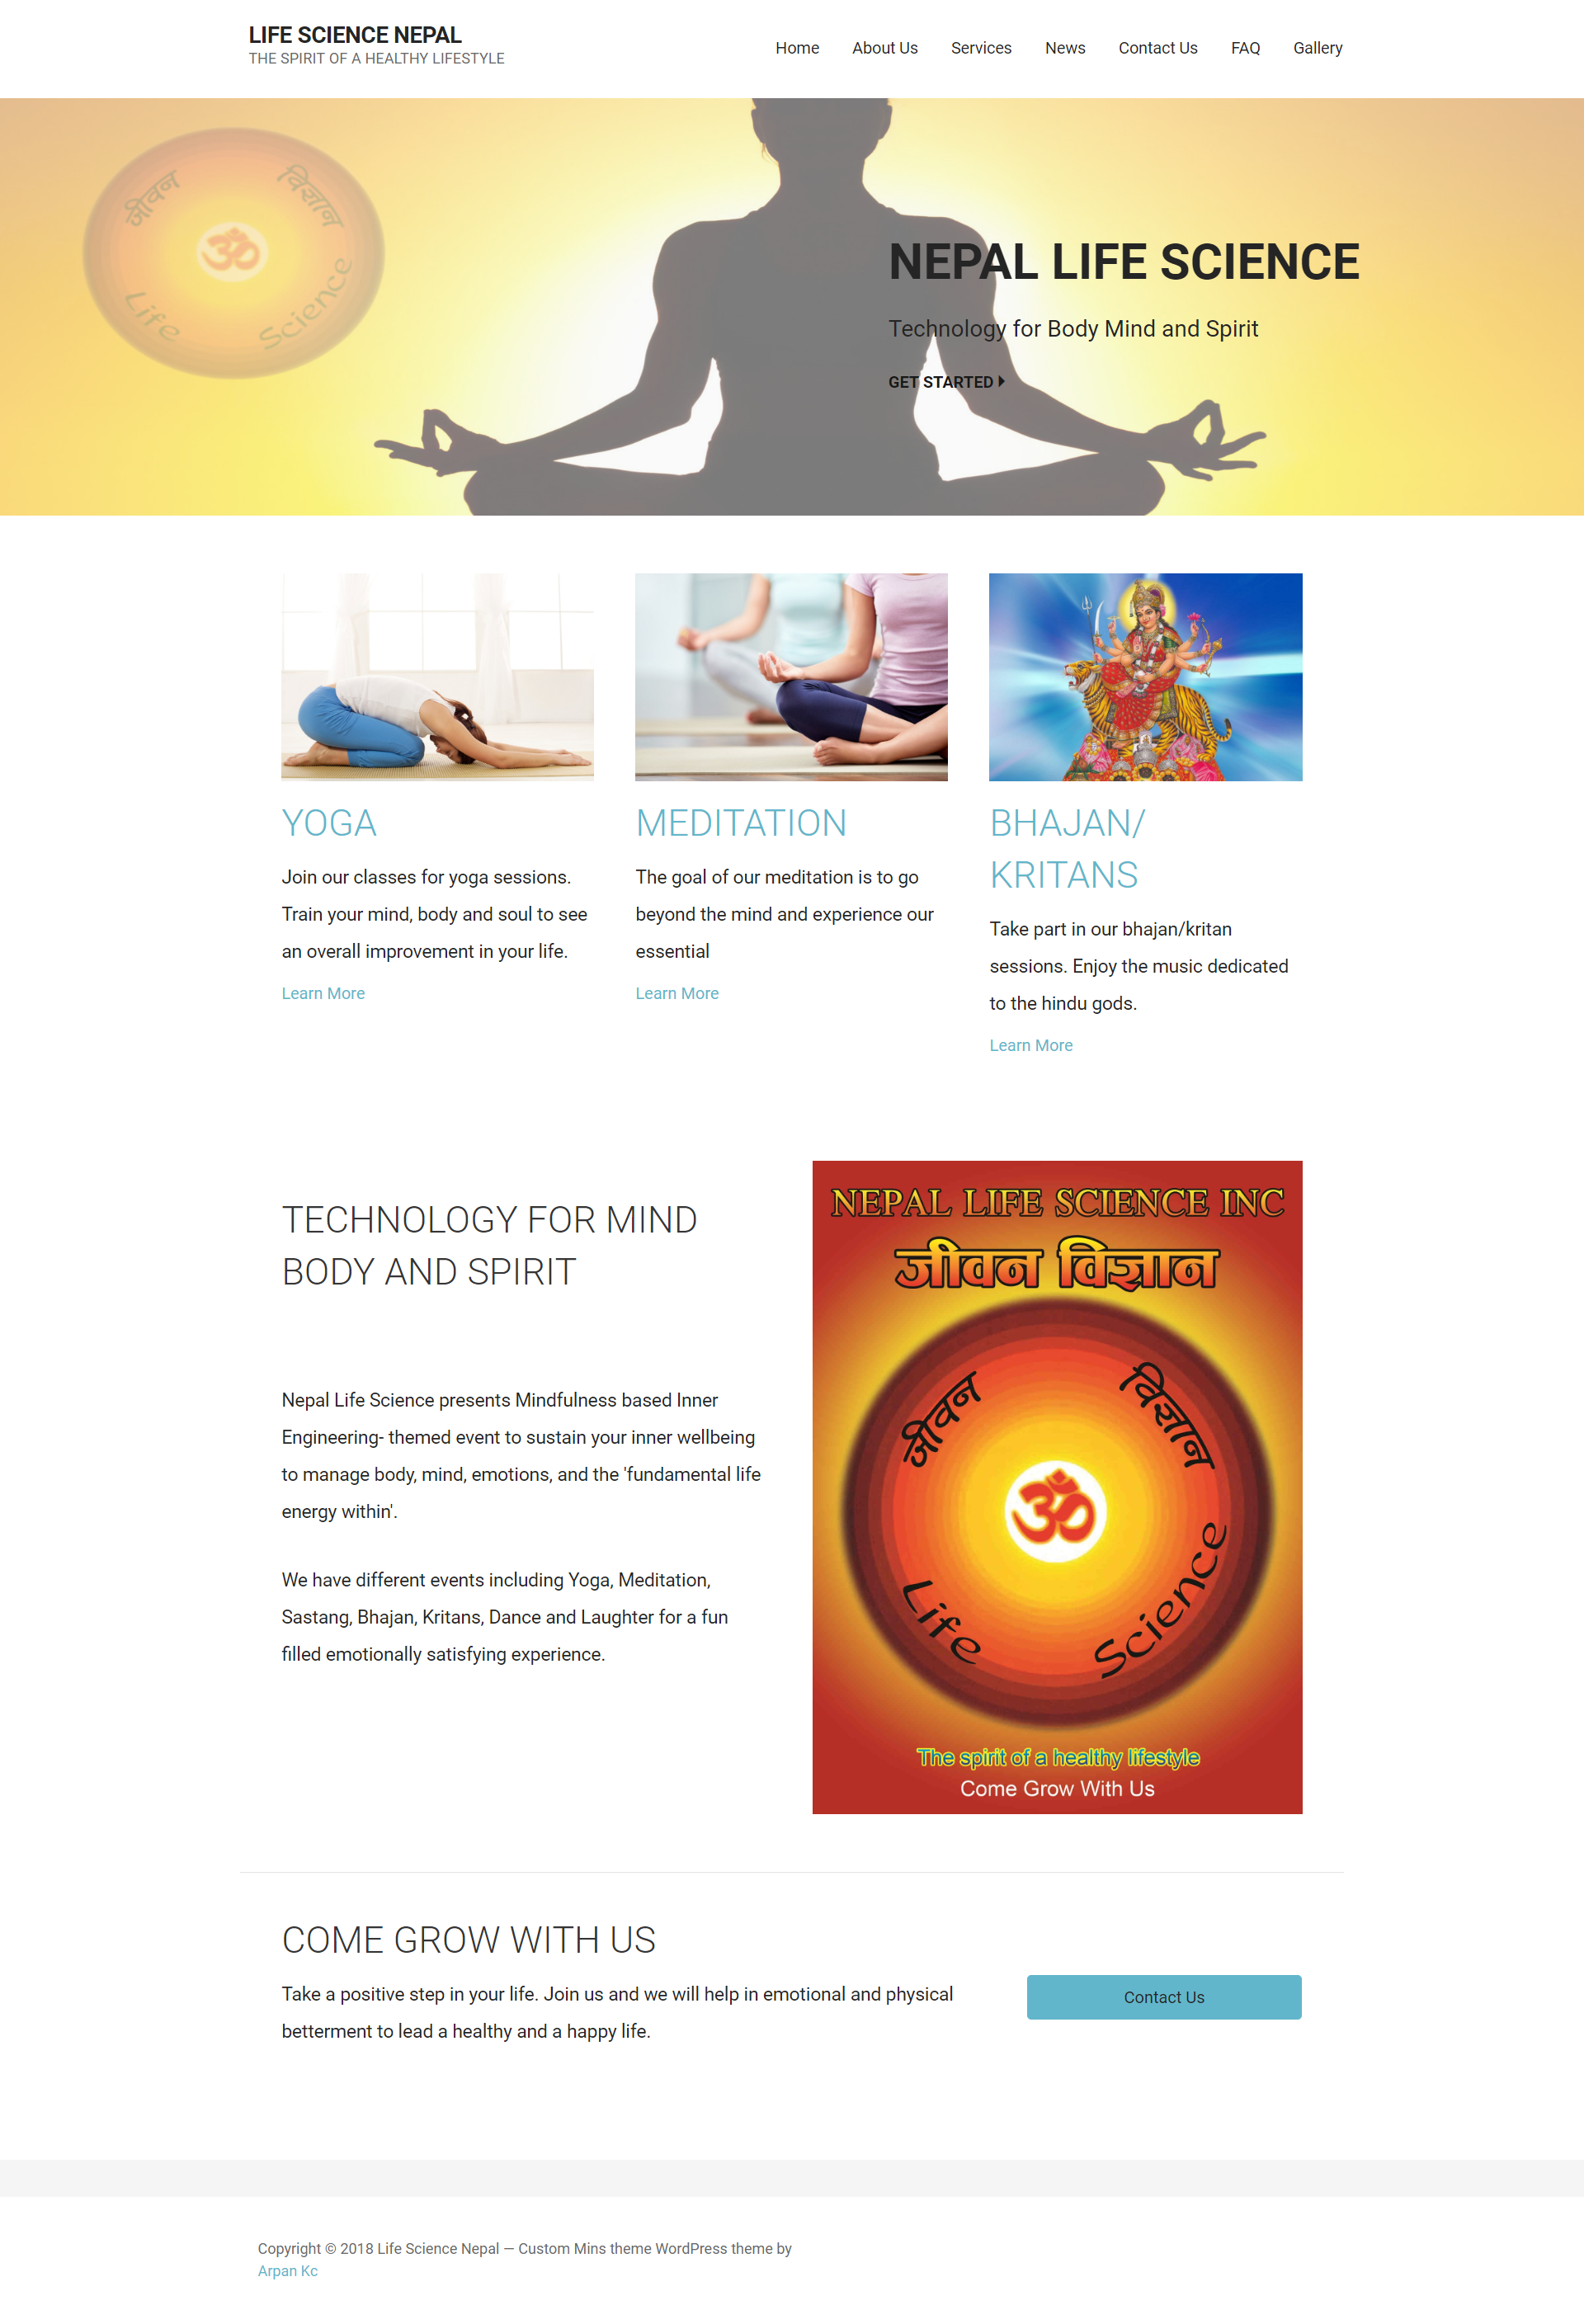 LIFE SCIENCE NEPAL
THE SPIRIT OF A HEALTHY LIFESTYLE
Home About Us Services News Contact Us FAQ Gallery
जीवन विज्ञान
ॐ
Life Science
NEPAL LIFE SCIENCE
Technology for Body Mind and Spirit
GET STARTED
YOGA
Join our classes for yoga sessions.
Train your mind, body and soul to see
an overall improvement in your life.
Learn More
MEDITATION
The goal of our meditation is to go
beyond the mind and experience our
essential
Learn More
BHAJAN/
KRITANS
Take part in our bhajan/kritan
sessions. Enjoy the music dedicated
to the hindu gods.
Learn More
TECHNOLOGY FOR MIND
BODY AND SPIRIT
Nepal Life Science presents Mindfulness based Inner
Engineering- themed event to sustain your inner wellbeing
to manage body, mind, emotions, and the 'fundamental life
energy within'.
We have different events including Yoga, Meditation,
Sastang, Bhajan, Kritans, Dance and Laughter for a fun
filled emotionally satisfying experience.
NEPAL LIFE SCIENCE INC
जीवन विज्ञान
जीवन विज्ञान
ॐ
Life Science
The spirit of a healthy lifestyle
Come Grow With Us
COME GROW WITH US
Take a positive step in your life. Join us and we will help in emotional and physical
betterment to lead a healthy and a happy life.
Contact Us
Copyright © 2018 Life Science Nepal — Custom Mins theme WordPress theme by
Arpan Kc